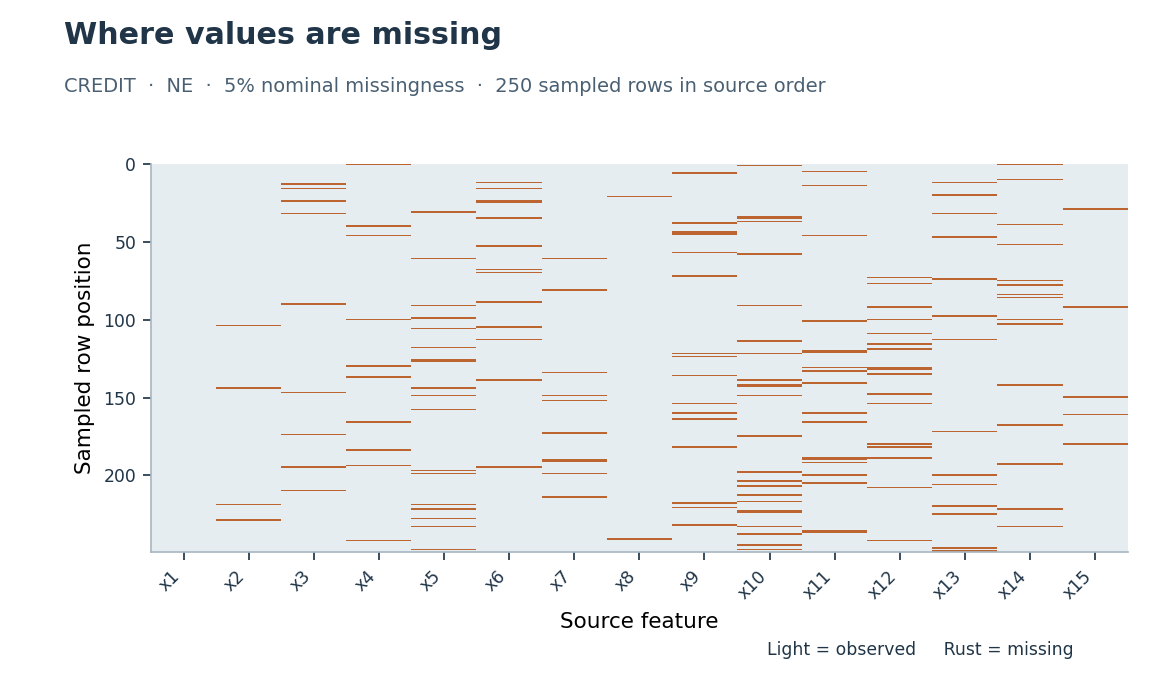 Where values are missing
CREDIT · NE · 5% nominal missingness · 250 sampled rows in source order
0
50
100
150
200
Sampled row position
x1 x2 x3 x4 x5 x6 x7 x8 x9 x10 x11 x12 x13 x14 x15
Source feature
Light = observed Rust = missing